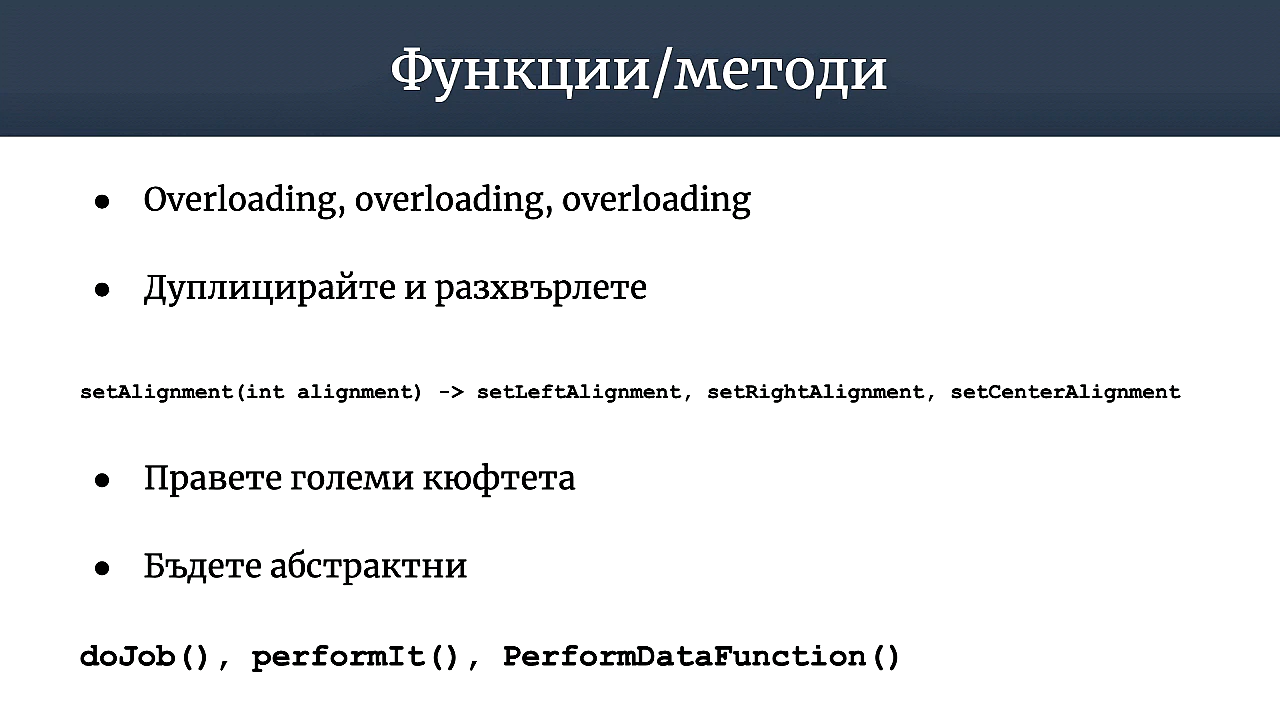 Функции/методи
● Overloading, overloading, overloading
● Дуплицирайте и разхвърлете
setAlignment(int alignment) -> setLeftAlignment, setRightAlignment, setCenterAlignment
● Правете големи кюфтета
● Бъдете абстрактни
doJob(), performIt(), PerformDataFunction()